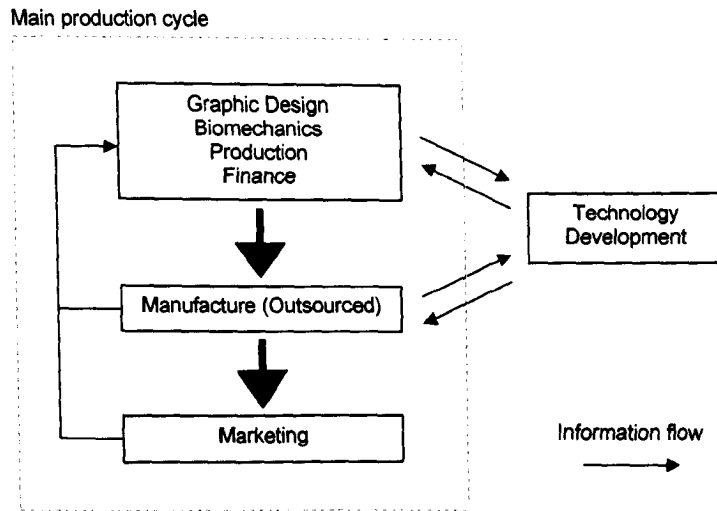 Main production cycle
Graphic Design
Biomechanics
Production
Finance
Technology
Development
Manufacture (Outsourced)
Marketing
Information flow